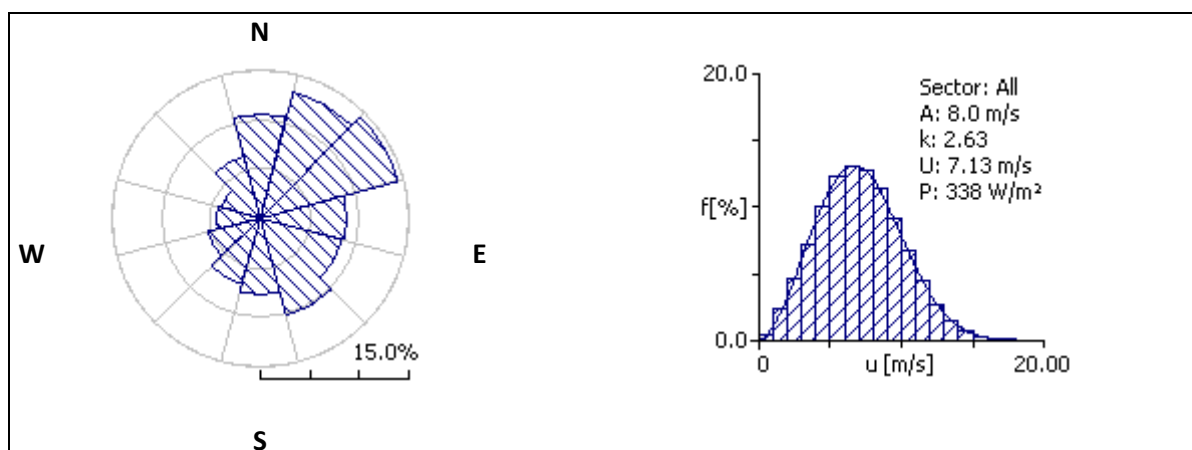 N
W
E
S
15.0%
20.0
f[%]
0.0
0
u [m/s]
20.00
Sector: All
A: 8.0 m/s
k: 2.63
U: 7.13 m/s
P: 338 W/m²